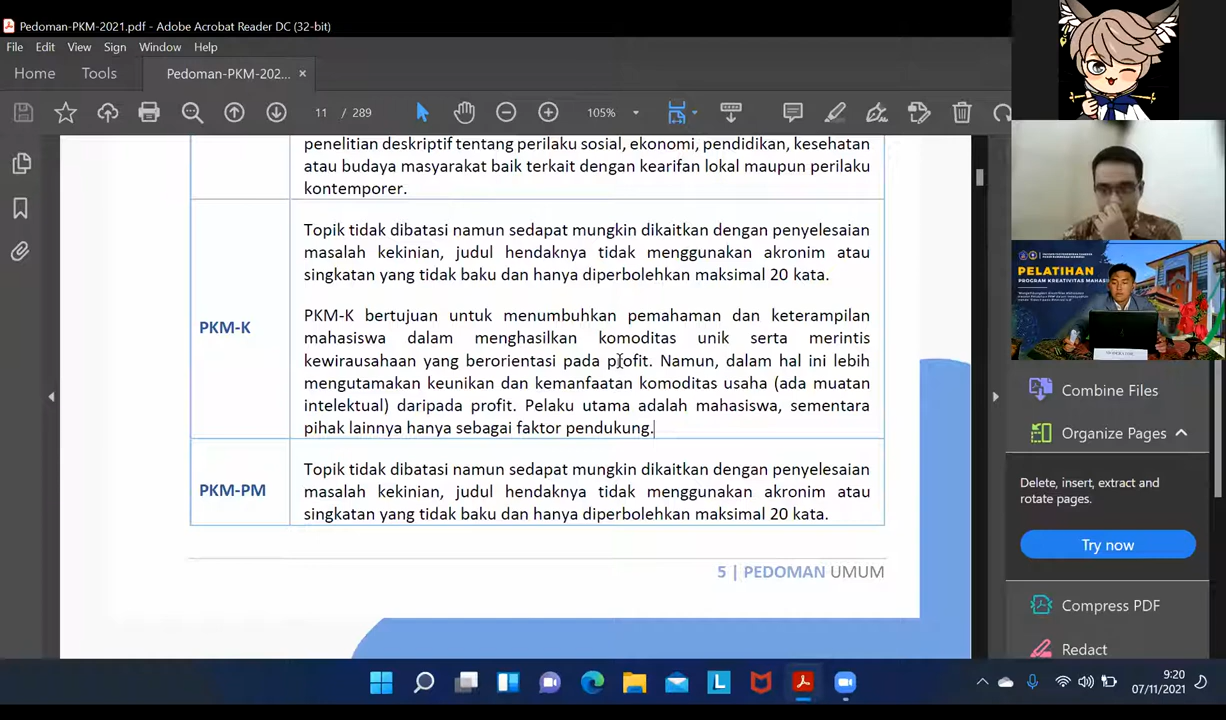 Pedoman-PKM-2021.pdf - Adobe Acrobat Reader DC (32-bit)
File Edit View Sign Window Help
Home Tools Pedoman-PKM-202... ×
11 / 289 105%
penelitian deskriptif tentang perilaku sosial, ekonomi, pendidikan, kesehatan
atau budaya masyarakat baik terkait dengan kearifan lokal maupun perilaku
kontemporer.
PKM-K
Topik tidak dibatasi namun sedapat mungkin dikaitkan dengan penyelesaian
masalah kekinian, judul hendaknya tidak menggunakan akronim atau
singkatan yang tidak baku dan hanya diperbolehkan maksimal 20 kata.
PKM-K bertujuan untuk menumbuhkan pemahaman dan keterampilan
mahasiswa dalam menghasilkan komoditas unik serta merintis
kewirausahaan yang berorientasi pada profit. Namun, dalam hal ini lebih
mengutamakan keunikan dan kemanfaatan komoditas usaha (ada muatan
intelektual) daripada profit. Pelaku utama adalah mahasiswa, sementara
pihak lainnya hanya sebagai faktor pendukung.
PKM-PM
Topik tidak dibatasi namun sedapat mungkin dikaitkan dengan penyelesaian
masalah kekinian, judul hendaknya tidak menggunakan akronim atau
singkatan yang tidak baku dan hanya diperbolehkan maksimal 20 kata.
5 | PEDOMAN UMUM
PELATIHAN
PROGRAM KREATIVITAS MAHAS
MODERATOR
Combine Files
Organize Pages
Delete, insert, extract and
rotate pages.
Try now
Compress PDF
Redact
9:20
07/11/2021